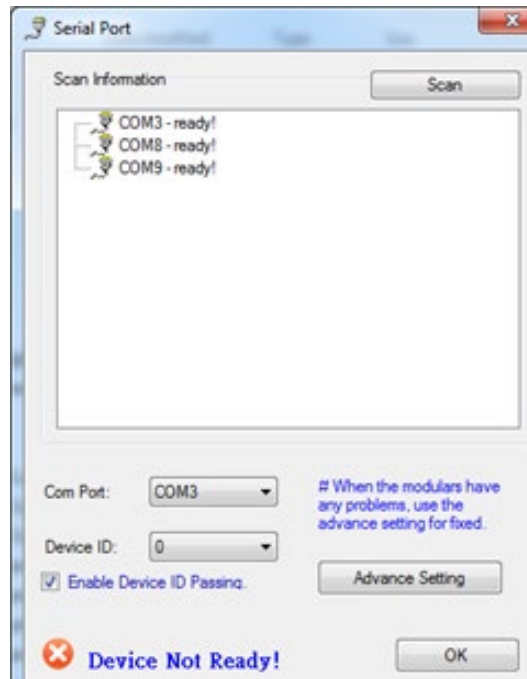 Serial Port
Scan Information
Scan
COM3 - ready!
COM8 - ready!
COM9 - ready!
Com Port:
COM3
# When the modulars have
any problems, use the
advance setting for fixed.
Device ID:
0
Enable Device ID Passing.
Advance Setting
Device Not Ready!
OK